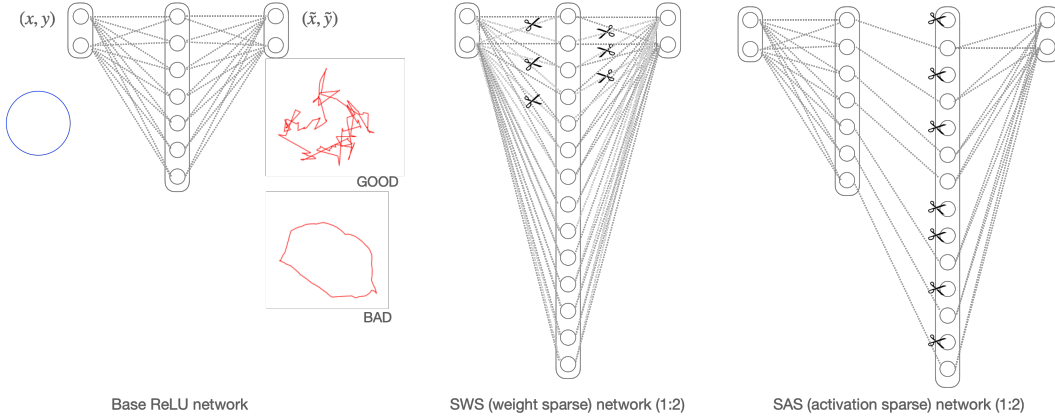 (x, y)
(x̃, ỹ)
GOOD
BAD
Base ReLU network
SWS (weight sparse) network (1:2)
SAS (activation sparse) network (1:2)